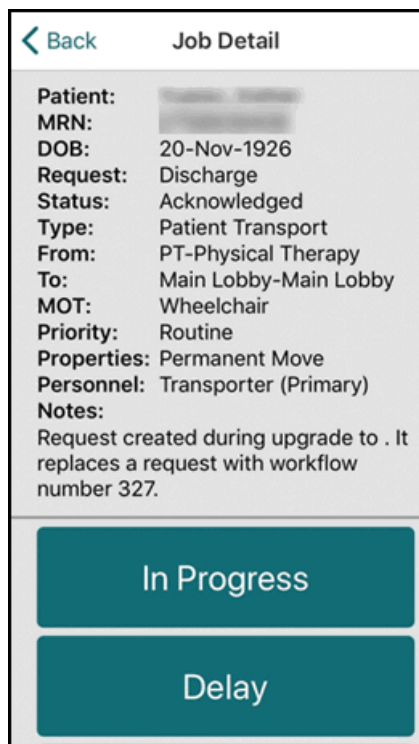 Back Job Detail
Patient:
MRN:
DOB: 20-Nov-1926
Request: Discharge
Status: Acknowledged
Type: Patient Transport
From: PT-Physical Therapy
To: Main Lobby-Main Lobby
MOT: Wheelchair
Priority: Routine
Properties: Permanent Move
Personnel: Transporter (Primary)
Notes:
Request created during upgrade to . It
replaces a request with workflow
number 327.
In Progress
Delay